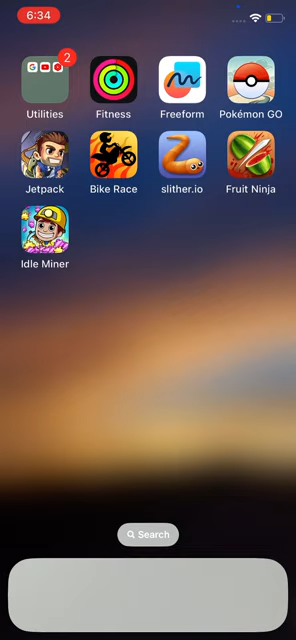 6:34
2
Utilities
Fitness
Freeform
Pokémon GO
Jetpack
Bike Race
slither.io
Fruit Ninja
Idle Miner
Search